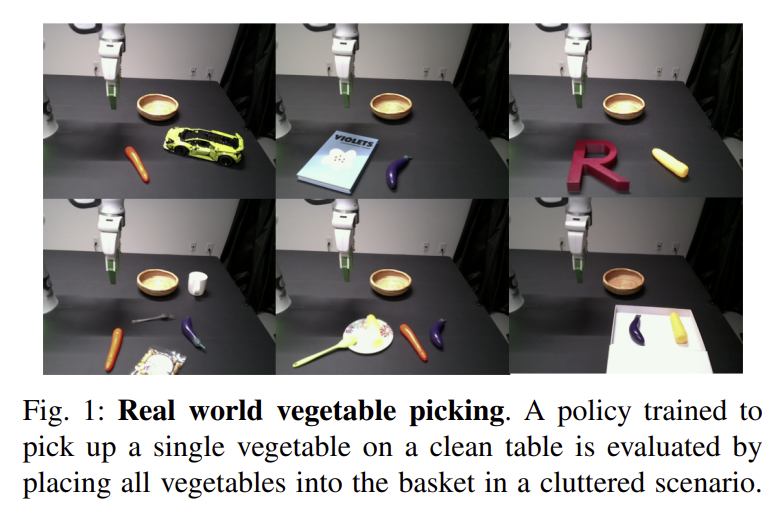 VIOLETS
R
Fig. 1: Real world vegetable picking. A policy trained to
pick up a single vegetable on a clean table is evaluated by
placing all vegetables into the basket in a cluttered scenario.